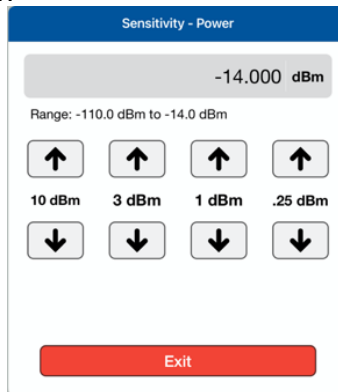 Sensitivity - Power
-14.000 dBm
Range: -110.0 dBm to -14.0 dBm
10 dBm 3 dBm 1 dBm .25 dBm
Exit